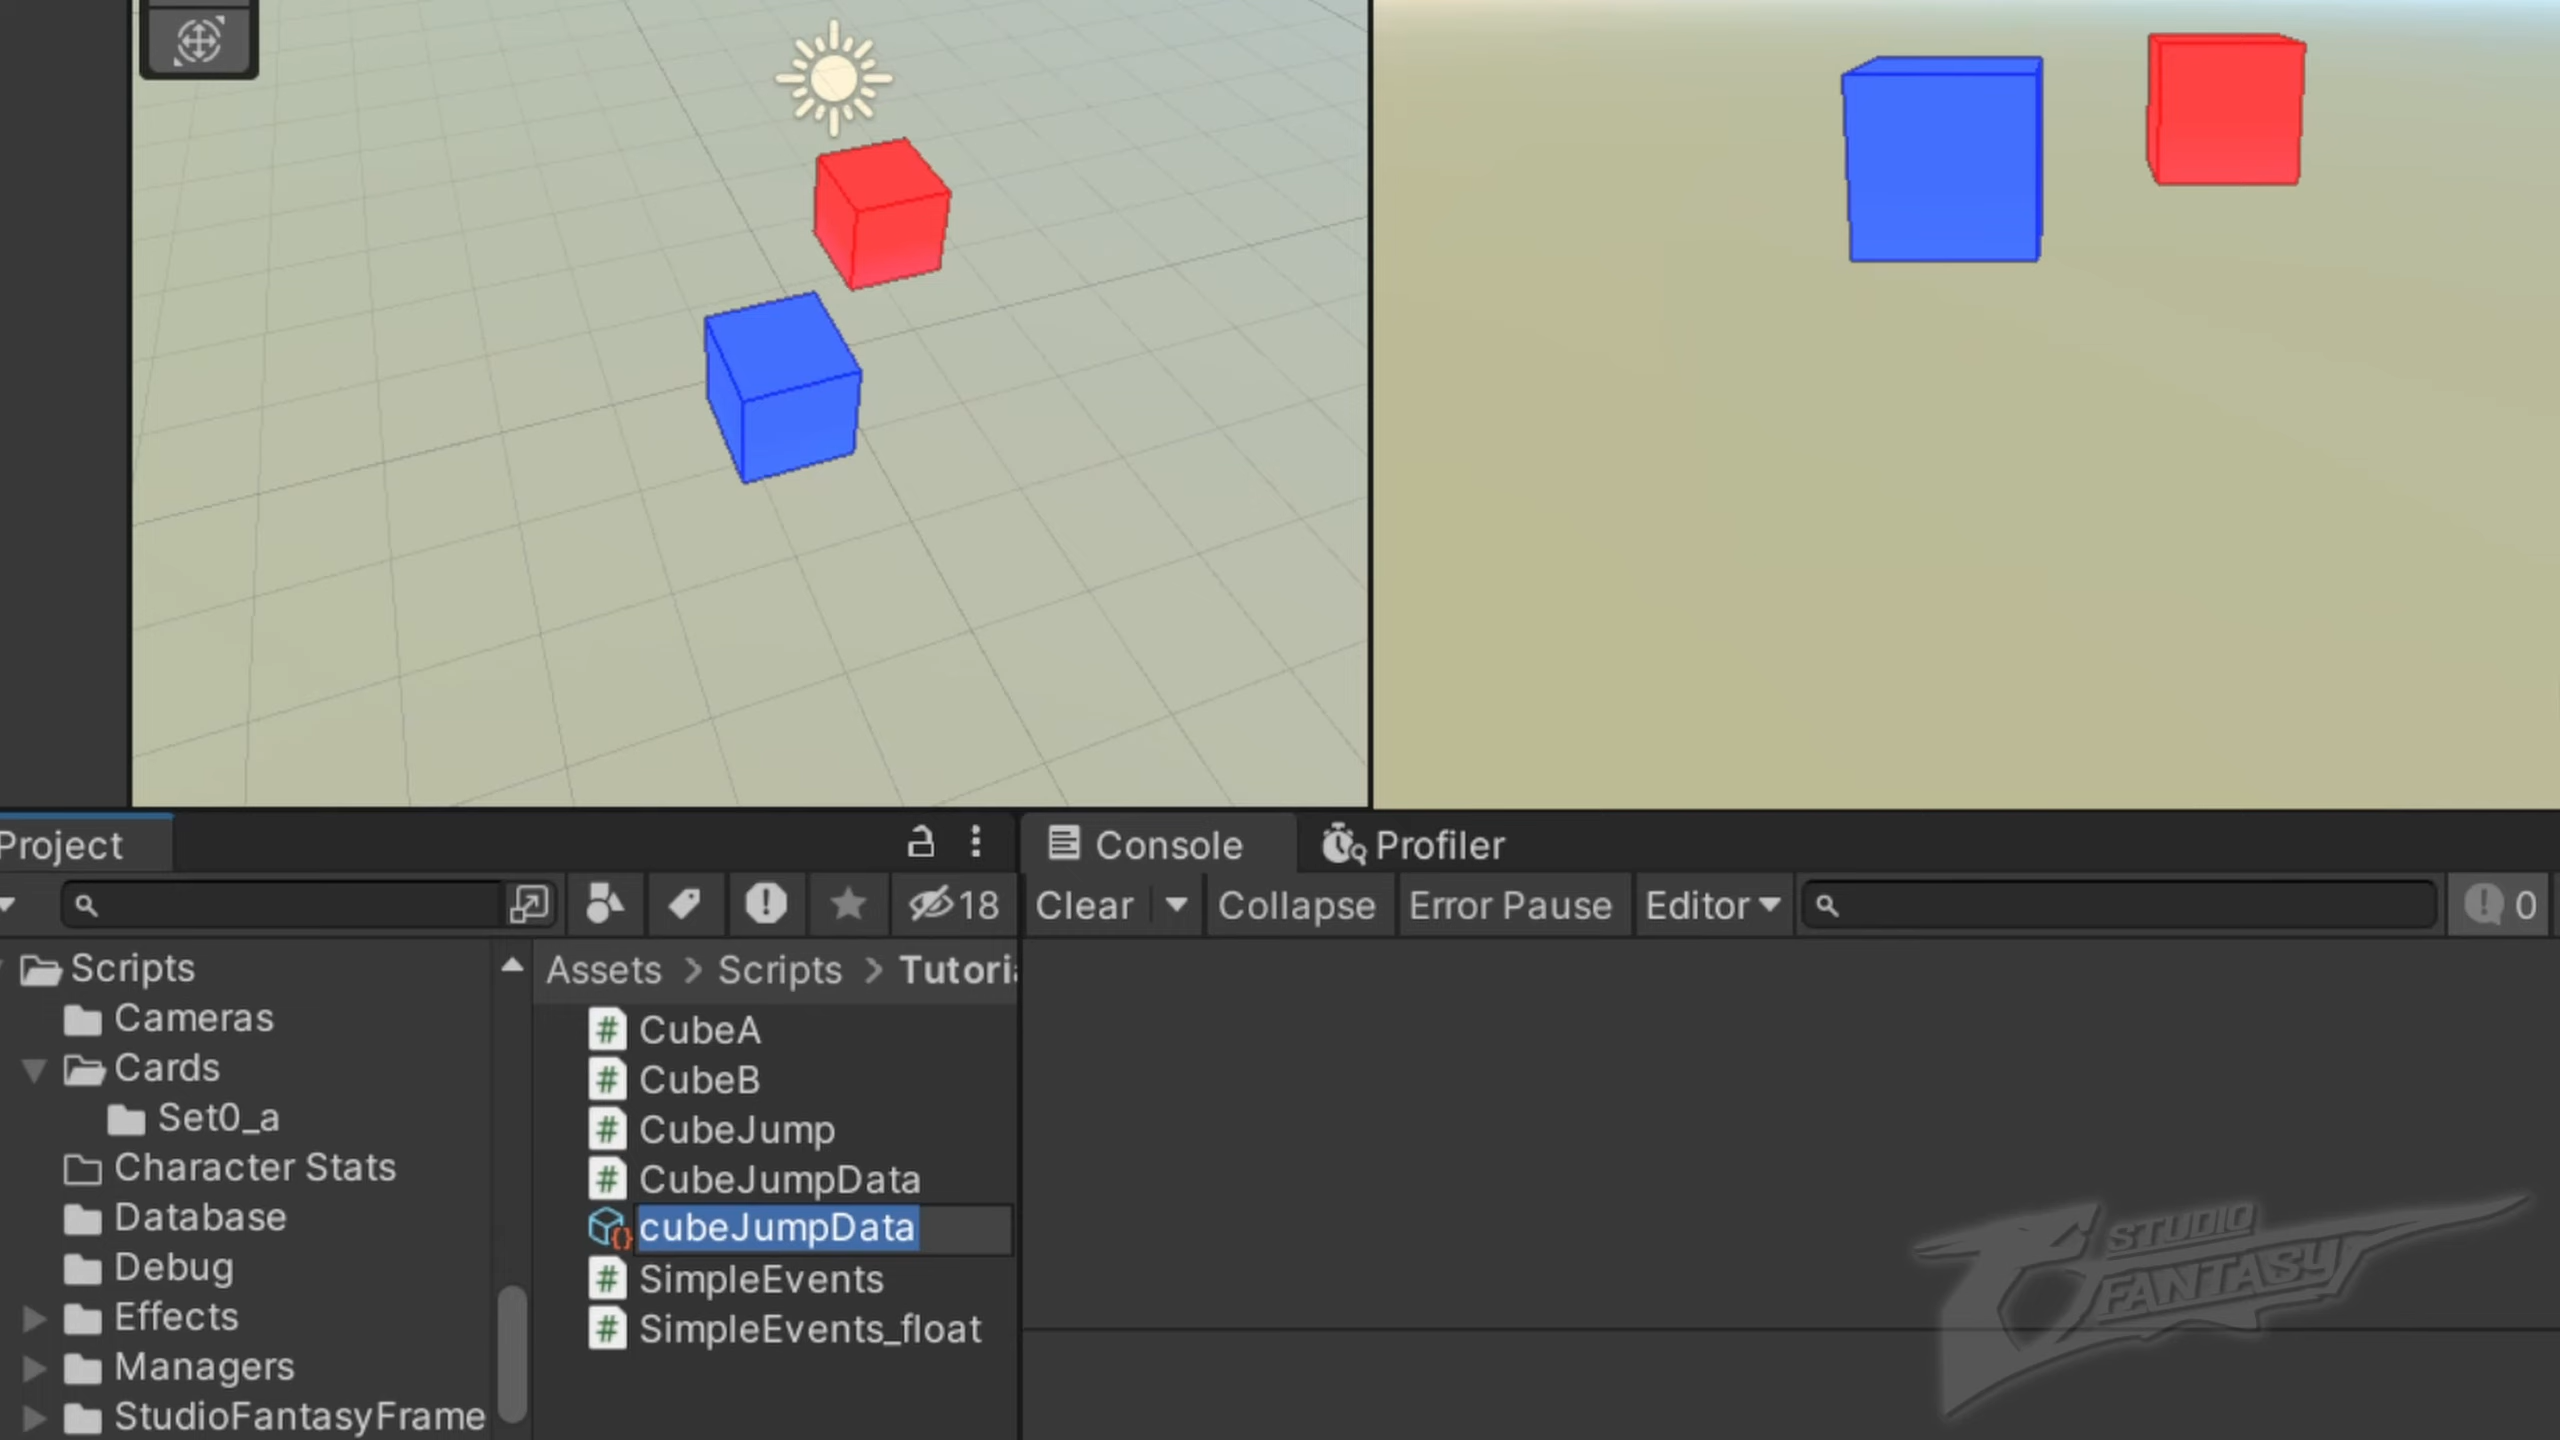 Project
Console
Profiler
18
Clear
Collapse
Error Pause
Editor
0
Scripts
Cameras
Cards
Set0_a
Character Stats
Database
Debug
Effects
Managers
StudioFantasyFrame
Assets > Scripts > Tutori
# CubeA
# CubeB
# CubeJump
# CubeJumpData
{} cubeJumpData
# SimpleEvents
# SimpleEvents_float
STUDIO
FANTASY